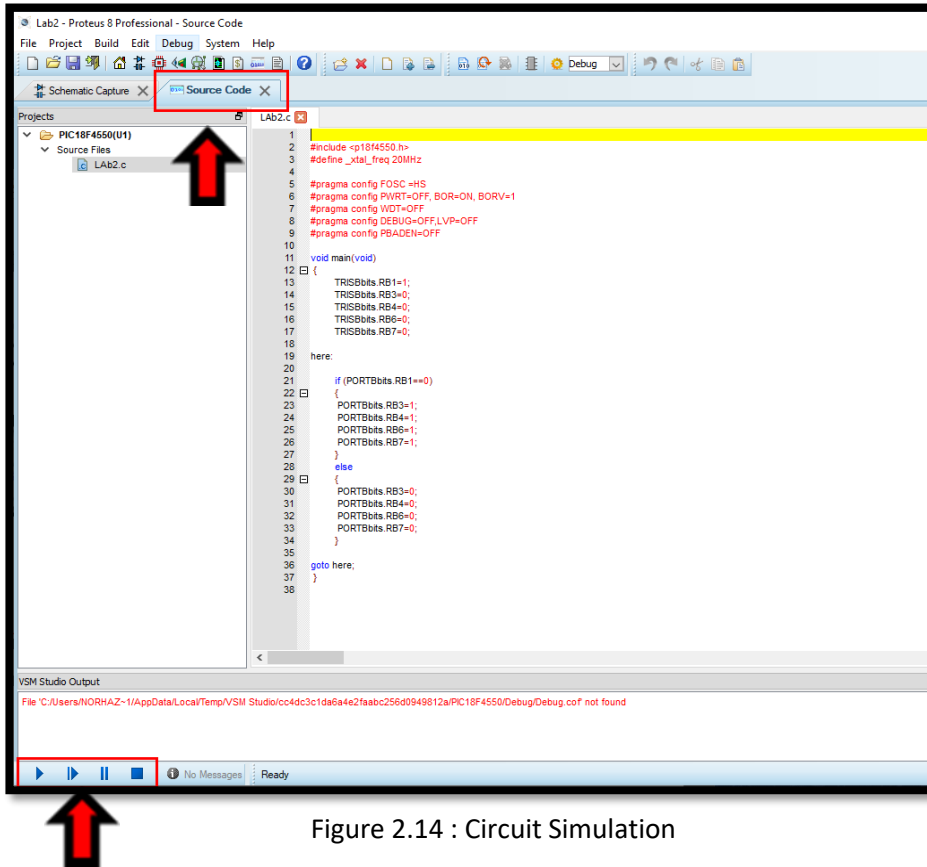 Lab2 - Proteus 8 Professional - Source Code
File Project Build Edit Debug System Help
Debug
Schematic Capture Source Code
Projects LAb2.c
PIC18F4550(U1)
Source Files
LAb2.c
1
2 #include <p18f4550.h>
3 #define _xtal_freq 20MHz
4
5 #pragma config FOSC =HS
6 #pragma config PWRT=OFF, BOR=ON, BORV=1
7 #pragma config WDT=OFF
8 #pragma config DEBUG=OFF,LVP=OFF
9 #pragma config PBADEN=OFF
10
11 void main(void)
12 {
13 TRISBbits.RB1=1;
14 TRISBbits.RB3=0;
15 TRISBbits.RB4=0;
16 TRISBbits.RB6=0;
17 TRISBbits.RB7=0;
18
19 here:
20
21 if (PORTBbits.RB1==0)
22 {
23 PORTBbits.RB3=1;
24 PORTBbits.RB4=1;
25 PORTBbits.RB6=1;
26 PORTBbits.RB7=1;
27 }
28 else
29 {
30 PORTBbits.RB3=0;
31 PORTBbits.RB4=0;
32 PORTBbits.RB6=0;
33 PORTBbits.RB7=0;
34 }
35
36 goto here;
37 }
38
VSM Studio Output
File 'C:/Users/NORHAZ~1/AppData/Local/Temp/VSM Studio/cc4dc3c1da6a4e2faabc256d0949812a/PIC18F4550/Debug/Debug.cof' not found
No Messages Ready
Figure 2.14 : Circuit Simulation